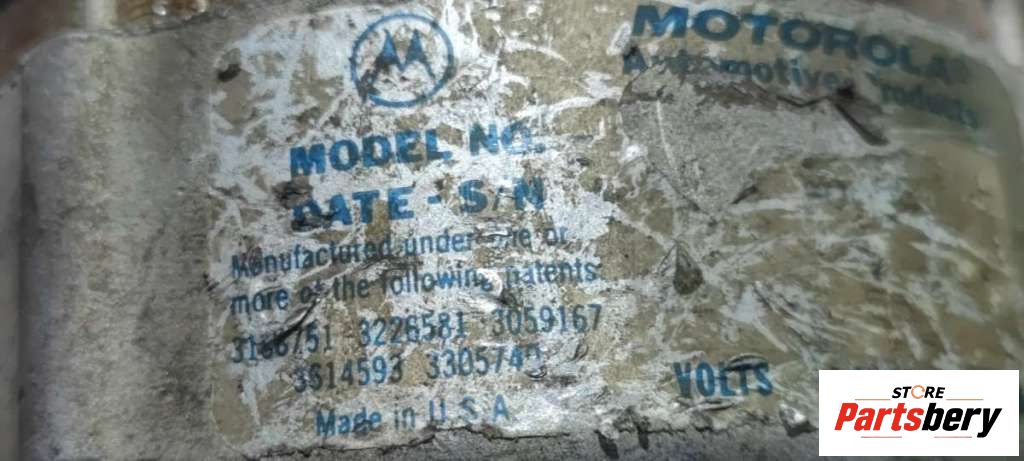 MOTOROLA®
Automotive Products
MODEL NO.
DATE - S/N
Manufactured under one or
more of the following patents:
3226581 3059167
3614593
Made in U.S.A
VOLTS
STORE
Partsbery